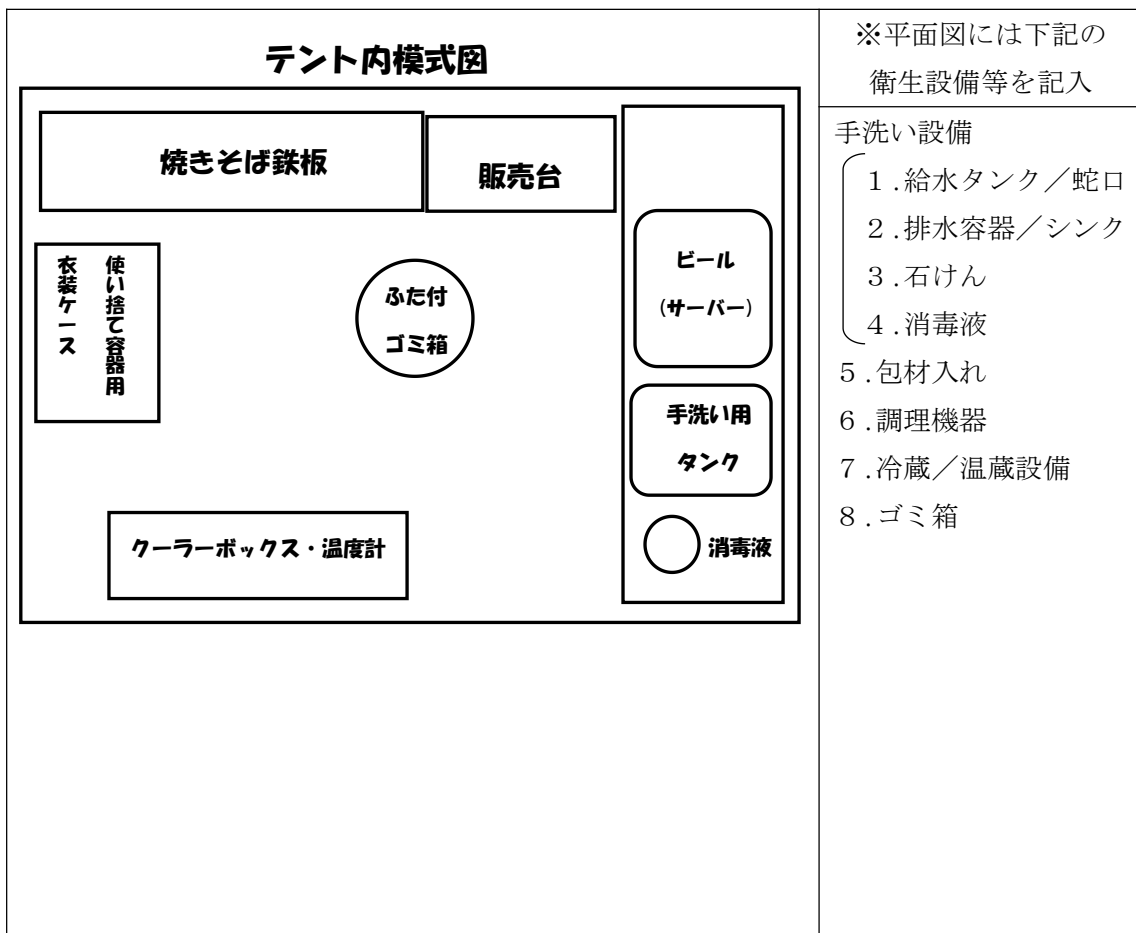 テント内模式図
焼きそば鉄板
販売台
使い捨て容器用
衣装ケース
ふた付
ゴミ箱
ビール
(サーバー)
手洗い用
タンク
消毒液
クーラーボックス・温度計
※平面図には下記の
衛生設備等を記入
手洗い設備
１.給水タンク／蛇口
２.排水容器／シンク
３.石けん
４.消毒液
５.包材入れ
６.調理機器
７.冷蔵／温蔵設備
８.ゴミ箱